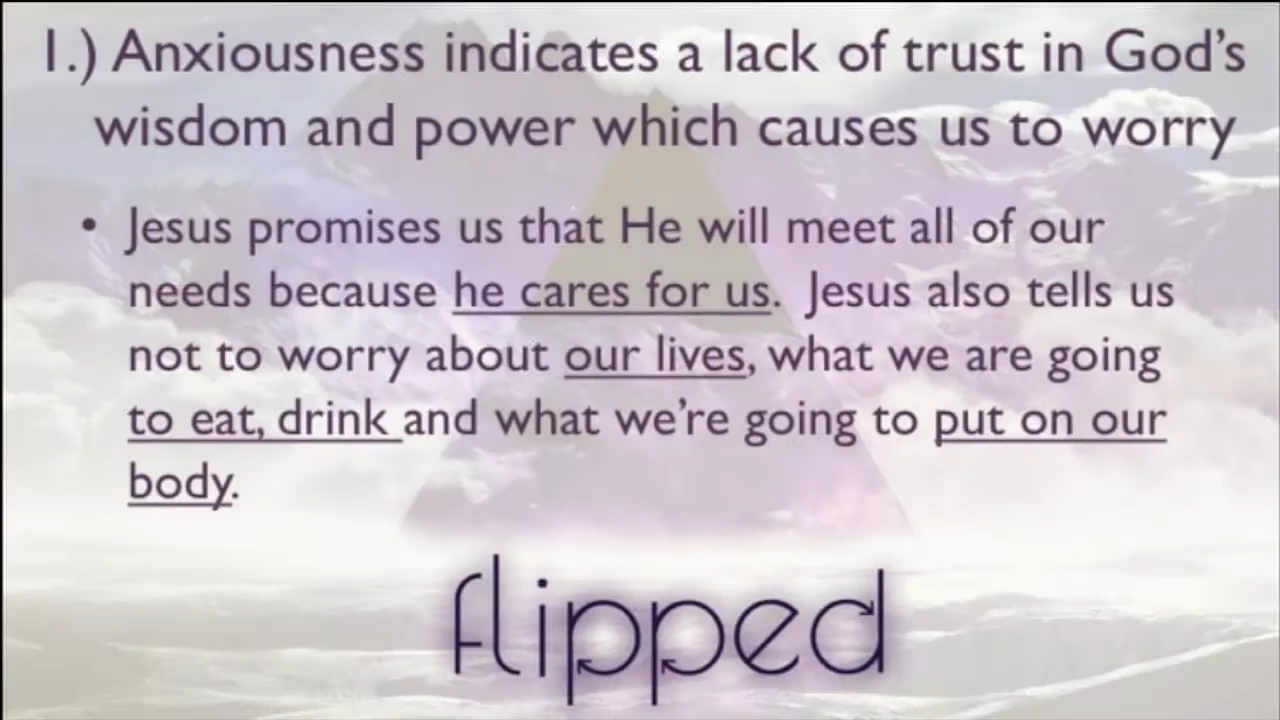 1.) Anxiousness indicates a lack of trust in God's
wisdom and power which causes us to worry
• Jesus promises us that He will meet all of our
needs because he cares for us. Jesus also tells us
not to worry about our lives, what we are going
to eat, drink and what we're going to put on our
body.
flipped